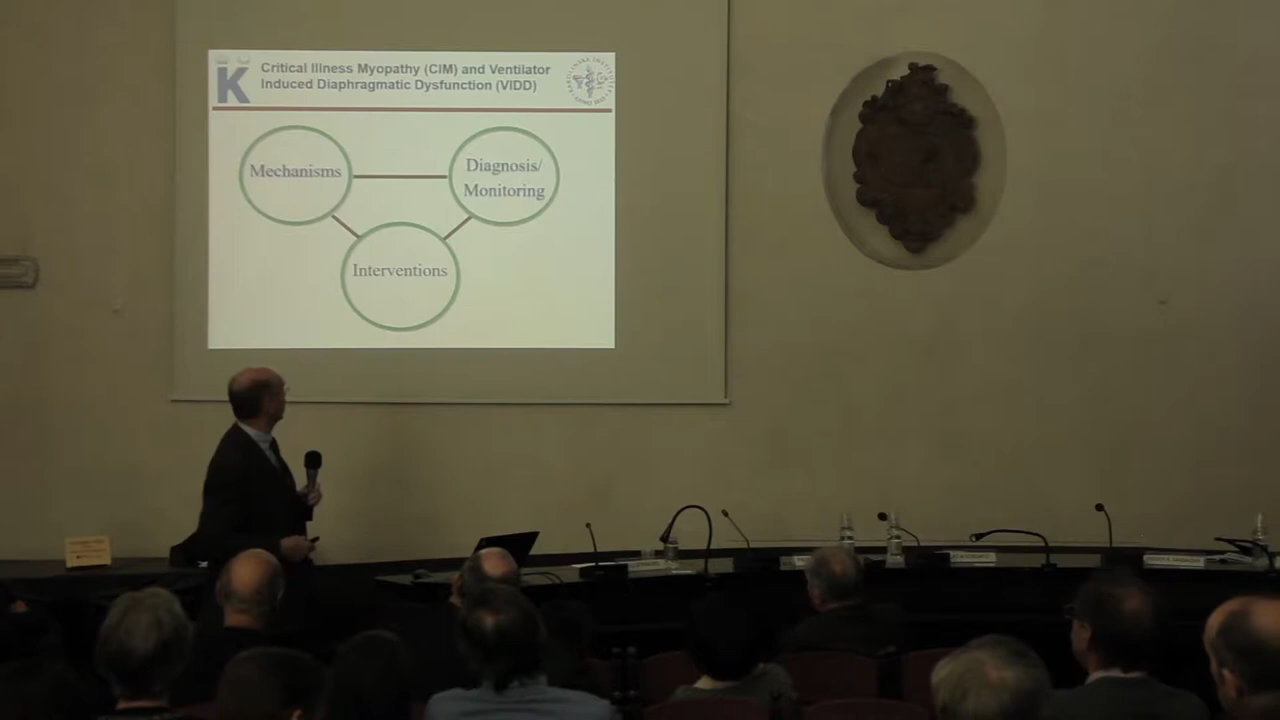 K
Critical Illness Myopathy (CIM) and Ventilator
Induced Diaphragmatic Dysfunction (VIDD)
Mechanisms
Diagnosis/
Monitoring
Interventions